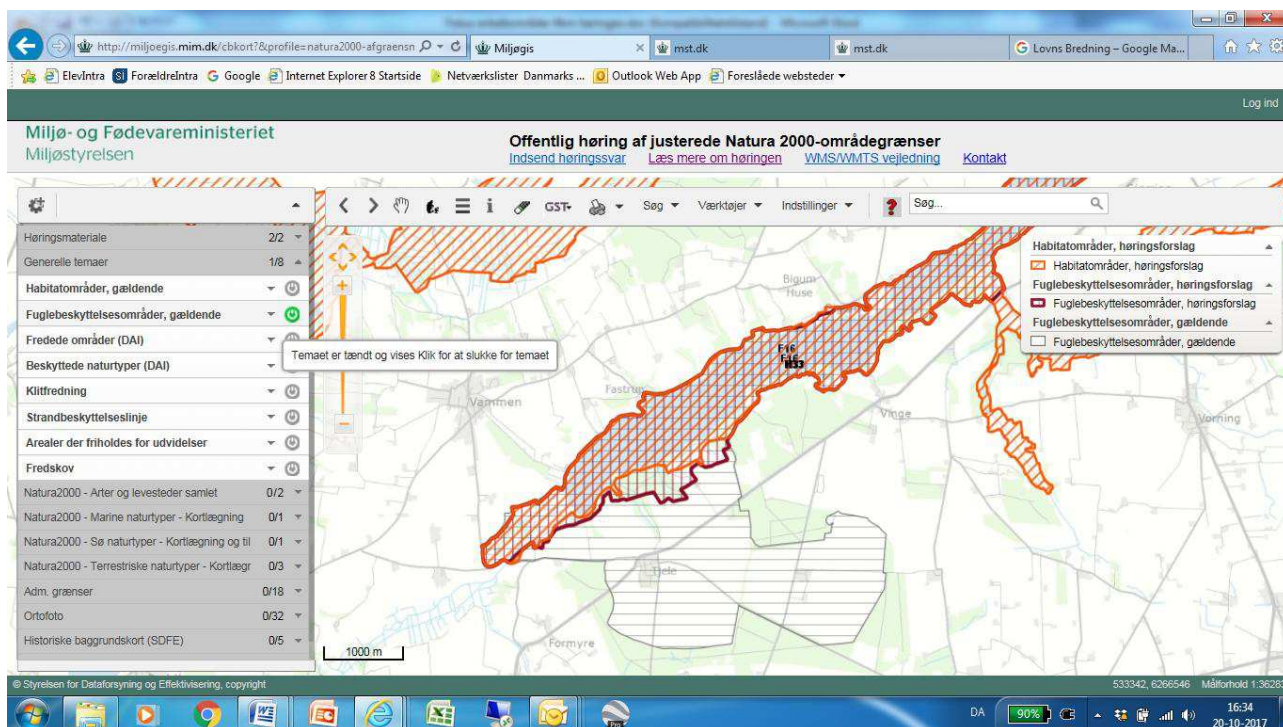 http://miljoegis.mim.dk/cbkort?&profile=natura2000-afgraensn
Miljøgis
mst.dk
mst.dk
Lovns Bredning – Google Ma...
ElevIntra
ForældreIntra
Google
Internet Explorer 8 Startside
Netværkslister Danmarks ...
Outlook Web App
Foreslåede websteder
Log ind
Miljø- og Fødevareministeriet
Miljøstyrelsen
Offentlig høring af justerede Natura 2000-områdegrænser
Indsend høringssvar
Læs mere om høringen
WMS/WMTS vejledning
Kontakt
GST
Søg
Værktøjer
Indstillinger
Søg...
Høringsmateriale 2/2
Generelle temaer 1/8
Habitatområder, gældende
Fuglebeskyttelsesområder, gældende
Fredede områder (DAI)
Beskyttede naturtyper (DAI)
Temaet er tændt og vises Klik for at slukke for temaet
Klitfredning
Strandbeskyttelseslinje
Arealer der friholdes for udvidelser
Fredskov
Natura2000 - Arter og levesteder samlet 0/2
Natura2000 - Marine naturtyper - Kortlægning 0/1
Natura2000 - Sø naturtyper - Kortlægning og til 0/1
Natura2000 - Terrestriske naturtyper - Kortlægr 0/3
Adm. grænser 0/18
Ortofoto 0/32
Historiske baggrundskort (SDFE) 0/5
Habitatområder, høringsforslag
Habitatområder, høringsforslag
Fuglebeskyttelsesområder, høringsforslag
Fuglebeskyttelsesområder, høringsforslag
Fuglebeskyttelsesområder, gældende
Fuglebeskyttelsesområder, gældende
Bigum
Huse
F16
F16
H33
Fastrup
Vammen
Vinge
Vorning
Tjele
Formyre
1000 m
© Styrelsen for Dataforsyning og Effektivisering, copyright
533342, 6266546
Målforhold 1:3628
DA
90%
16:34
20-10-2017